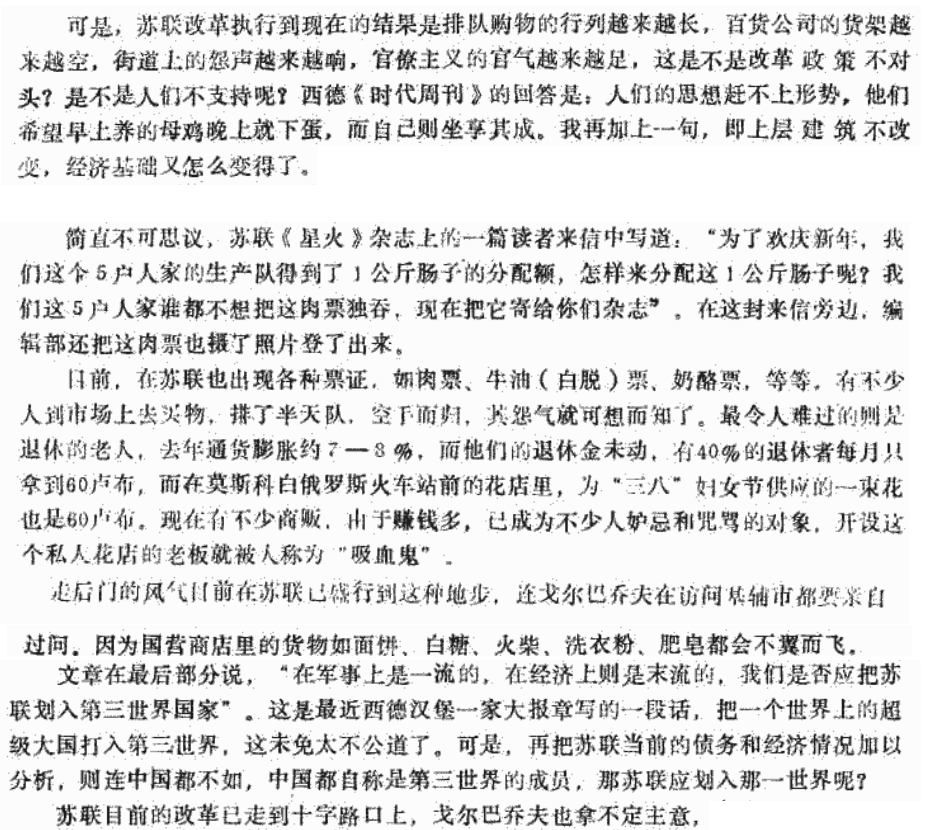 可是，苏联改革执行到现在的结果是排队购物的行列越来越长，百货公司的货架越
来越空，街道上的怨声越来越响，官僚主义的官气越来越足，这是不是改革政策不对
头？是不是人们不支持呢？西德《时代周刊》的回答是：人们的思想赶不上形势，他们
希望早上养的母鸡晚上就下蛋，而自己则坐享其成。我再加上一句，即上层建筑不改
变，经济基础又怎么变得了。
简直不可思议，苏联《星火》杂志上的一篇读者来信中写道：“为了欢庆新年，我
们这个5户人家的生产队得到了1公斤肠子的分配额，怎样来分配这1公斤肠子呢？我
们这5户人家谁都不想把这肉票独吞，现在把它寄给你们杂志”。在这封来信旁边，编
辑部还把这肉票也摄了照片登了出来。
目前，在苏联也出现各种票证，如肉票、牛油（白脱）票、奶酪票，等等，有不少
人到市场上去买物，排了半天队，空手而归，其怨气就可想而知了。最令人难过的则是
退休的老人，去年通货膨胀约7—8%，而他们的退休金未动，有40%的退休者每月只
拿到60卢布，而在莫斯科白俄罗斯火车站前的花店里，为“三八”妇女节供应的一束花
也是60卢布。现在有不少商贩，由于赚钱多，已成为不少人妒忌和咒骂的对象，开设这
个私人花店的老板就被人称为“吸血鬼”。
走后门的风气目前在苏联已盛行到这种地步，连戈尔巴乔夫在访问基辅市都要亲自
过问。因为国营商店里的货物如面饼、白糖、火柴、洗衣粉、肥皂都会不翼而飞。
文章在最后部分说，“在军事上是一流的，在经济上则是末流的，我们是否应把苏
联划入第三世界国家”。这是最近西德汉堡一家大报章写的一段话，把一个世界上的超
级大国打入第三世界，这未免太不公道了。可是，再把苏联当前的债务和经济情况加以
分析，则连中国都不如，中国都自称是第三世界的成员，那苏联应划入那一世界呢？
苏联目前的改革已走到十字路口上，戈尔巴乔夫也拿不定主意，